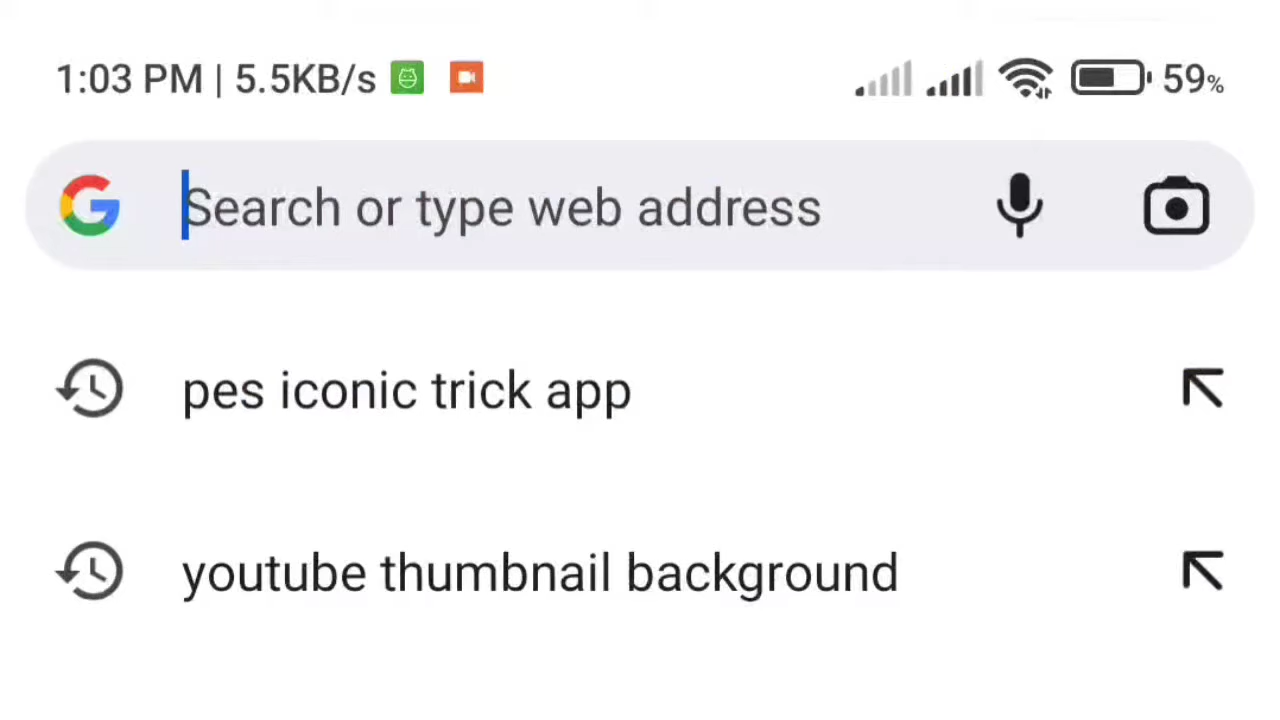 1:03 PM | 5.5KB/s 59%
Search or type web address
pes iconic trick app
youtube thumbnail background